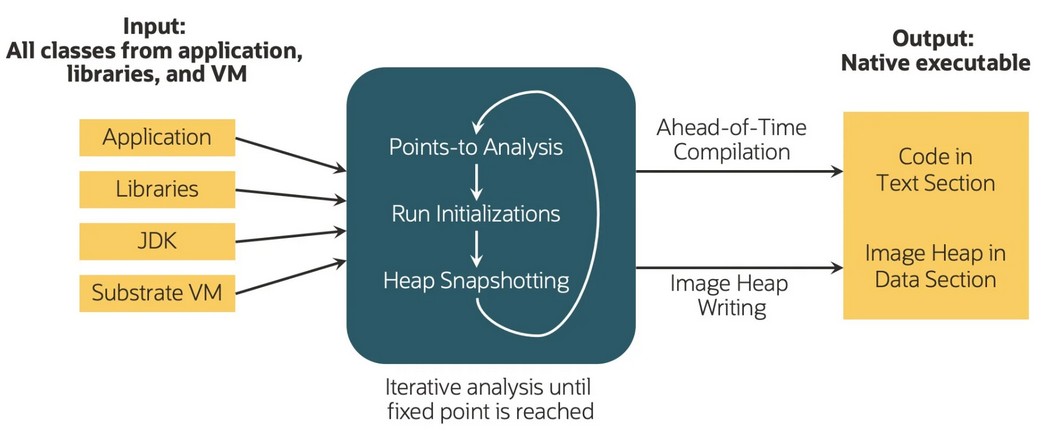 Input:
All classes from application,
libraries, and VM
Application
Libraries
JDK
Substrate VM
Points-to Analysis
Run Initializations
Heap Snapshotting
Iterative analysis until
fixed point is reached
Ahead-of-Time
Compilation
Image Heap
Writing
Output:
Native executable
Code in
Text Section
Image Heap in
Data Section